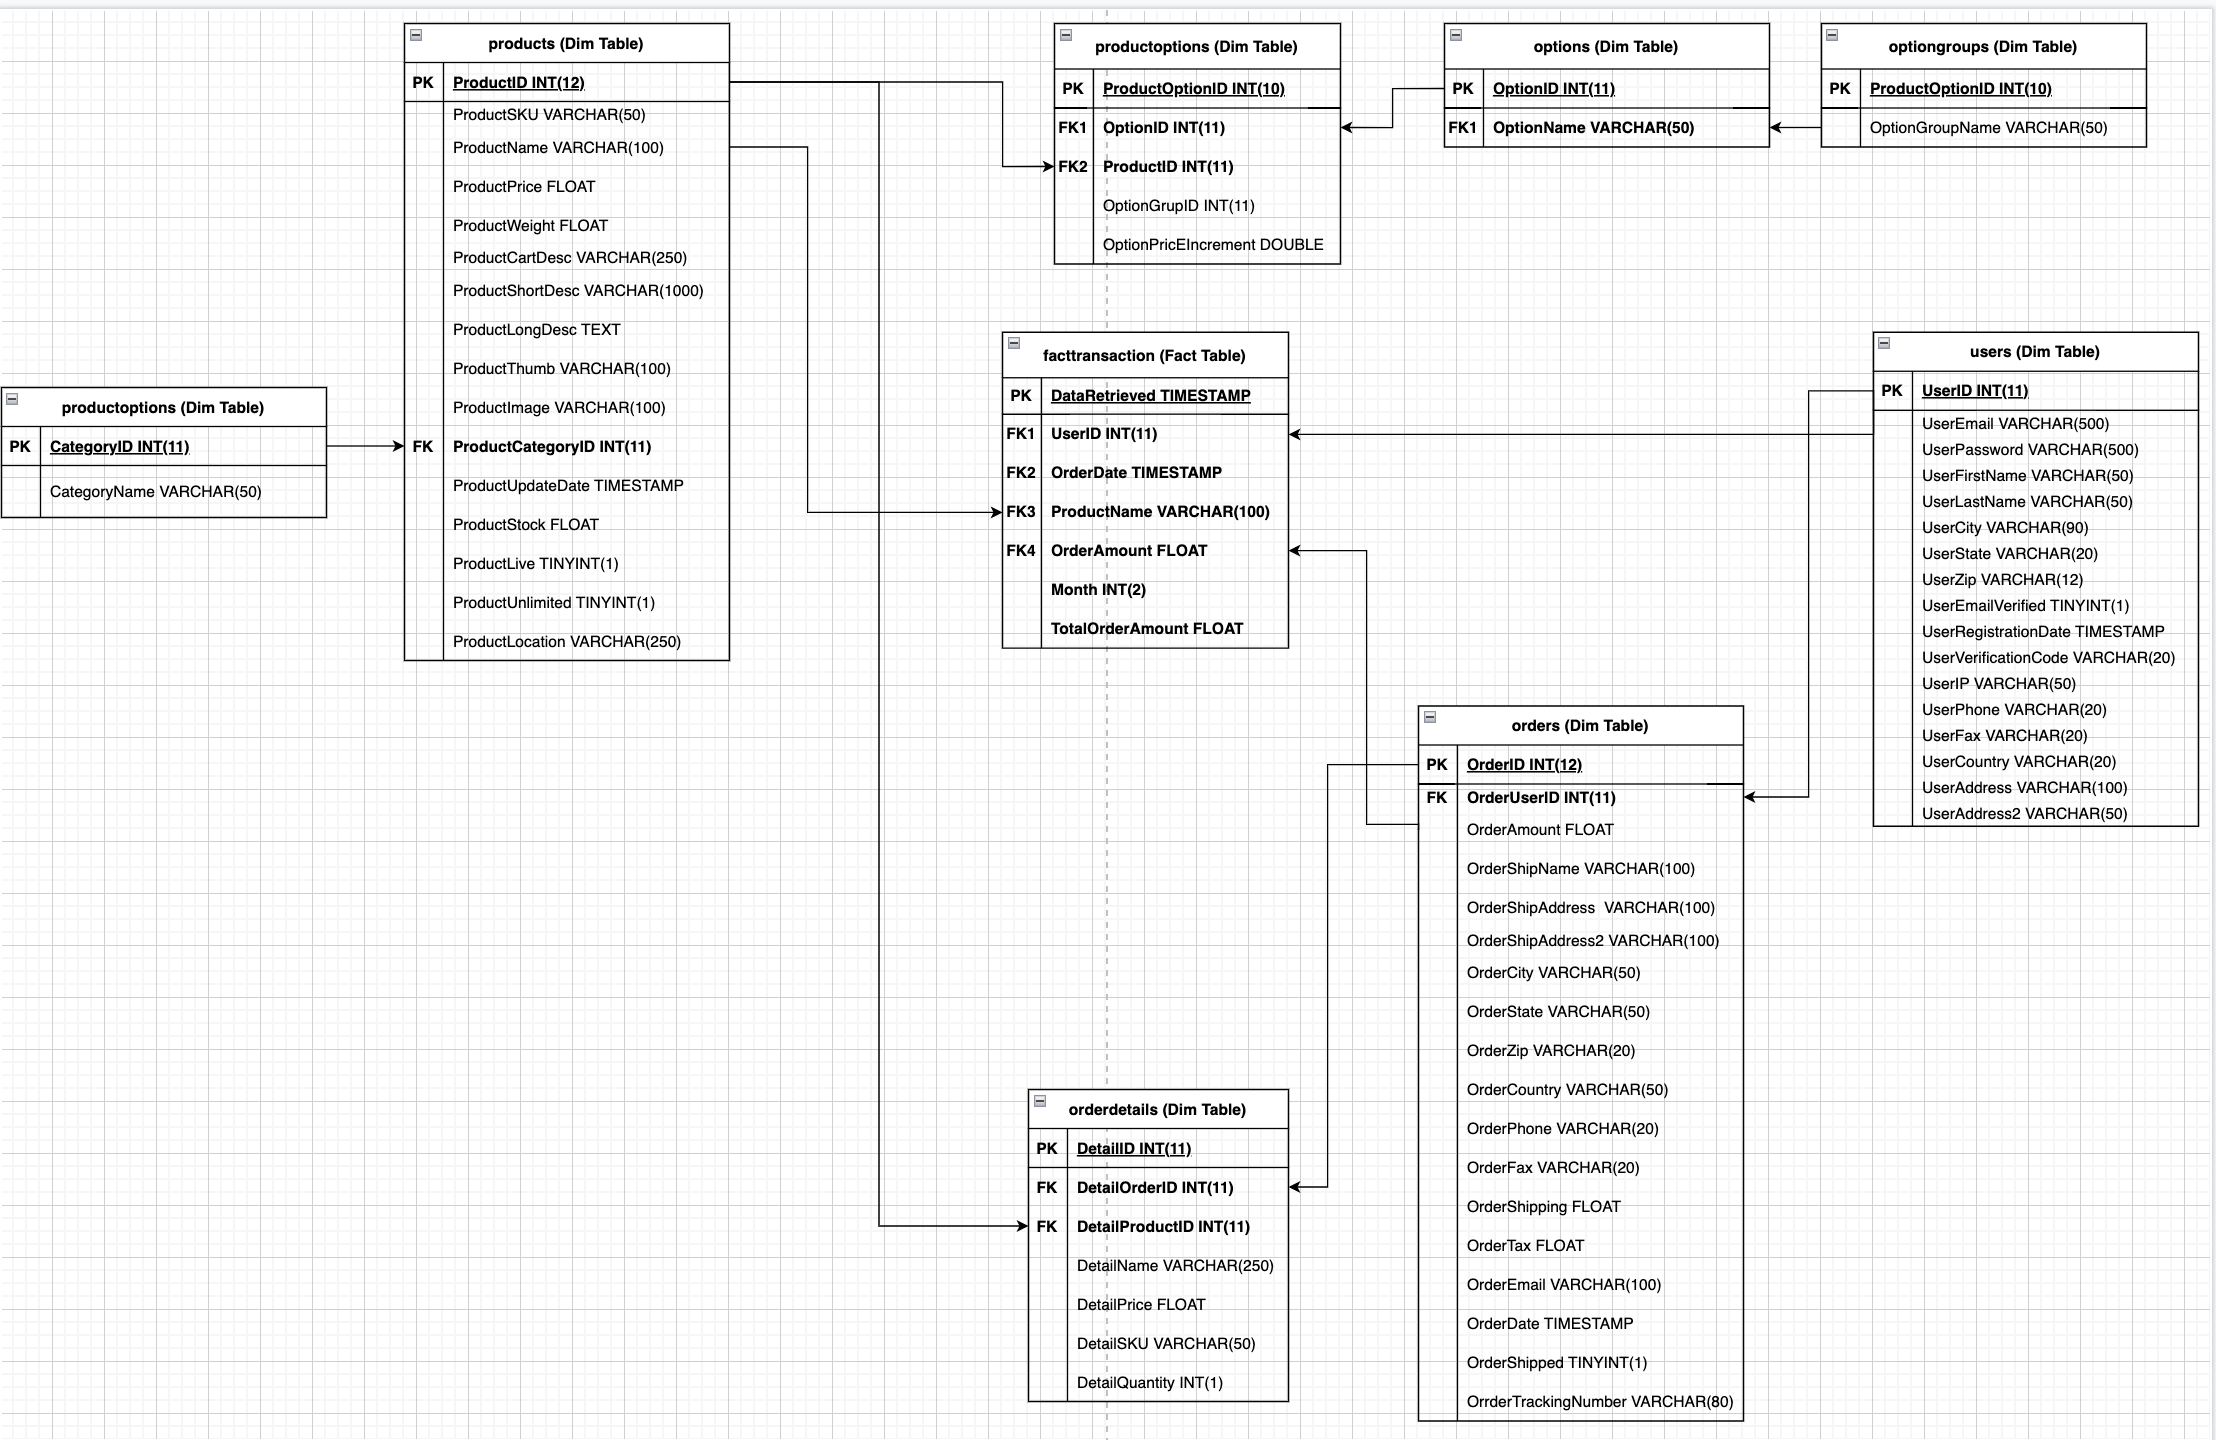 products (Dim Table)
PK ProductID INT(12)
ProductSKU VARCHAR(50)
ProductName VARCHAR(100)
ProductPrice FLOAT
ProductWeight FLOAT
ProductCartDesc VARCHAR(250)
ProductShortDesc VARCHAR(1000)
ProductLongDesc TEXT
ProductThumb VARCHAR(100)
ProductImage VARCHAR(100)
FK ProductCategoryID INT(11)
ProductUpdateDate TIMESTAMP
ProductStock FLOAT
ProductLive TINYINT(1)
ProductUnlimited TINYINT(1)
ProductLocation VARCHAR(250)
productoptions (Dim Table)
PK ProductOptionID INT(10)
FK1 OptionID INT(11)
FK2 ProductID INT(11)
OptionGrupID INT(11)
OptionPricEIncrement DOUBLE
options (Dim Table)
PK OptionID INT(11)
FK1 OptionName VARCHAR(50)
optiongroups (Dim Table)
PK ProductOptionID INT(10)
OptionGroupName VARCHAR(50)
productoptions (Dim Table)
PK CategoryID INT(11)
CategoryName VARCHAR(50)
facttransaction (Fact Table)
PK DataRetrieved TIMESTAMP
FK1 UserID INT(11)
FK2 OrderDate TIMESTAMP
FK3 ProductName VARCHAR(100)
FK4 OrderAmount FLOAT
Month INT(2)
TotalOrderAmount FLOAT
users (Dim Table)
PK UserID INT(11)
UserEmail VARCHAR(500)
UserPassword VARCHAR(500)
UserFirstName VARCHAR(50)
UserLastName VARCHAR(50)
UserCity VARCHAR(90)
UserState VARCHAR(20)
UserZip VARCHAR(12)
UserEmailVerified TINYINT(1)
UserRegistrationDate TIMESTAMP
UserVerificationCode VARCHAR(20)
UserIP VARCHAR(50)
UserPhone VARCHAR(20)
UserFax VARCHAR(20)
UserCountry VARCHAR(20)
UserAddress VARCHAR(100)
UserAddress2 VARCHAR(50)
orders (Dim Table)
PK OrderID INT(12)
FK OrderUserID INT(11)
OrderAmount FLOAT
OrderShipName VARCHAR(100)
OrderShipAddress VARCHAR(100)
OrderShipAddress2 VARCHAR(100)
OrderCity VARCHAR(50)
OrderState VARCHAR(50)
OrderZip VARCHAR(20)
OrderCountry VARCHAR(50)
OrderPhone VARCHAR(20)
OrderFax VARCHAR(20)
OrderShipping FLOAT
OrderTax FLOAT
OrderEmail VARCHAR(100)
OrderDate TIMESTAMP
OrderShipped TINYINT(1)
OrrderTrackingNumber VARCHAR(80)
orderdetails (Dim Table)
PK DetailID INT(11)
FK DetailOrderID INT(11)
FK DetailProductID INT(11)
DetailName VARCHAR(250)
DetailPrice FLOAT
DetailSKU VARCHAR(50)
DetailQuantity INT(1)